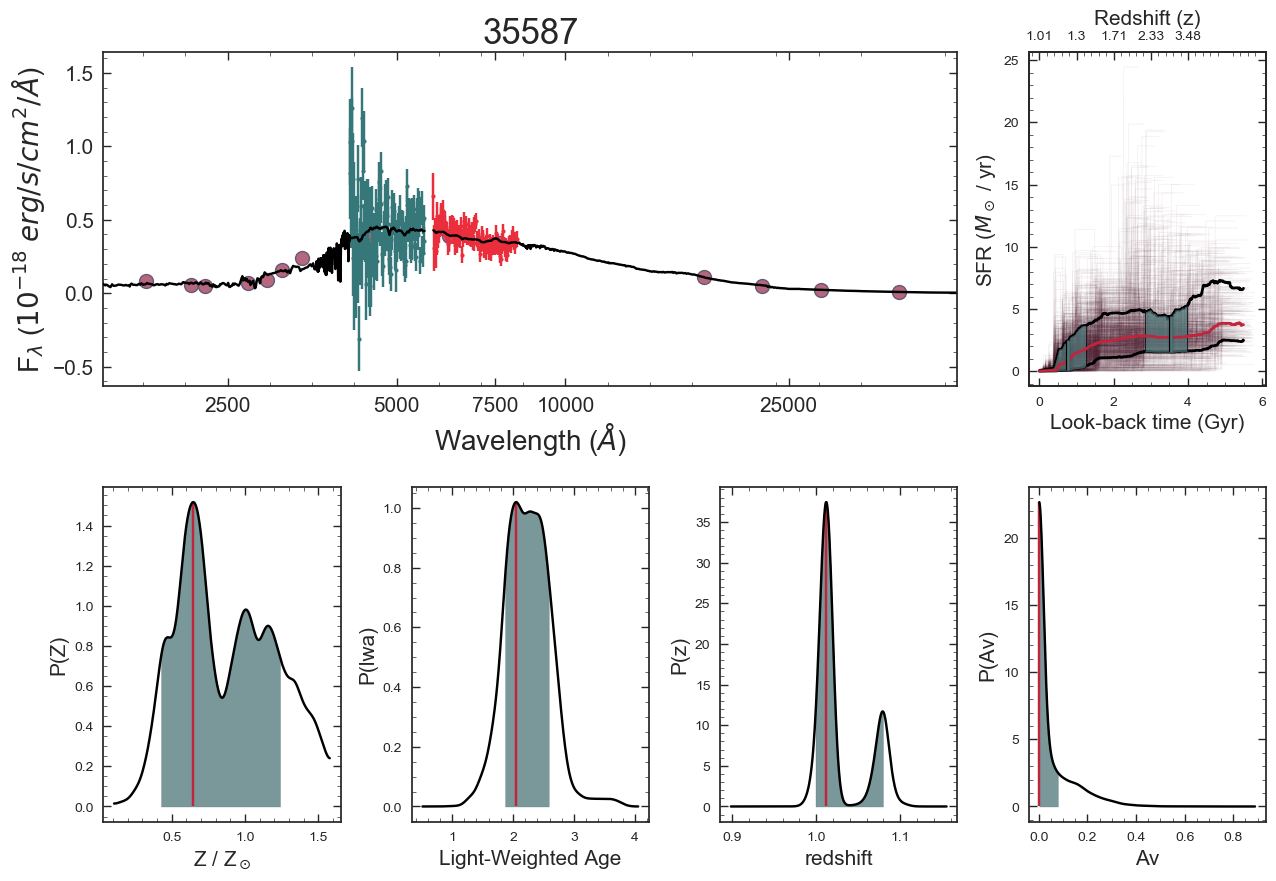 35587
F_λ (10^−18 erg/s/cm^2/Å)
1.5
1.0
0.5
0.0
−0.5
2500 5000 7500 10000 25000
Wavelength (Å)
Redshift (z)
1.01 1.3 1.71 2.33 3.48
SFR (M_⊙ / yr)
25
20
15
10
5
0
0 2 4 6
Look-back time (Gyr)
P(Z)
1.4
1.2
1.0
0.8
0.6
0.4
0.2
0.0
0.5 1.0 1.5
Z / Z_⊙
P(lwa)
1.0
0.8
0.6
0.4
0.2
0.0
1 2 3 4
Light-Weighted Age
P(z)
35
30
25
20
15
10
5
0
0.9 1.0 1.1
redshift
P(Av)
20
15
10
5
0
0.0 0.2 0.4 0.6 0.8
Av